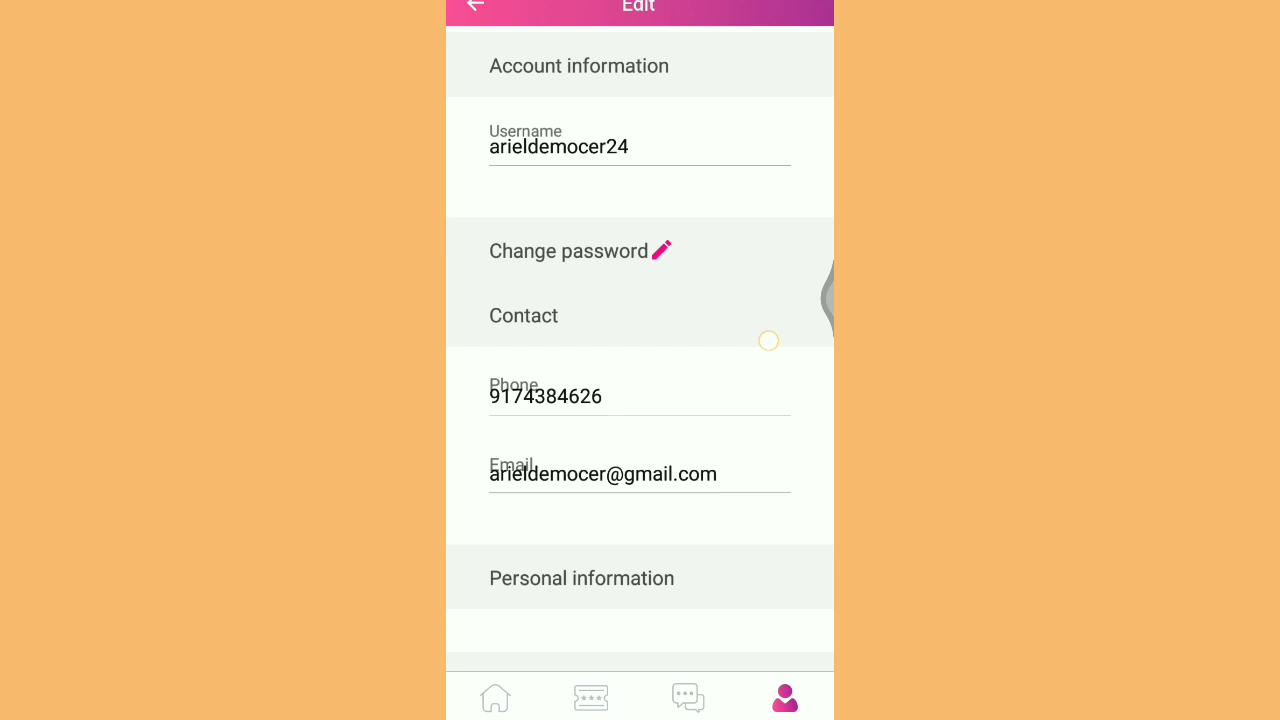 Edit
Account information
Username
arieldemocer24
Change password
Contact
Phone
9174384626
Email
arieldemocer@gmail.com
Personal information